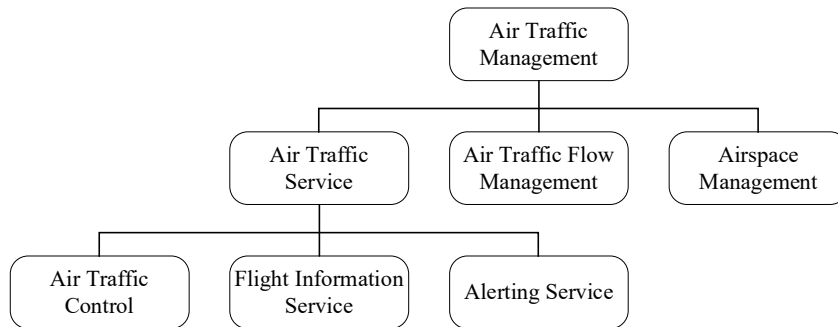 Air Traffic
Management
Air Traffic
Service
Air Traffic Flow
Management
Airspace
Management
Air Traffic
Control
Flight Information
Service
Alerting Service